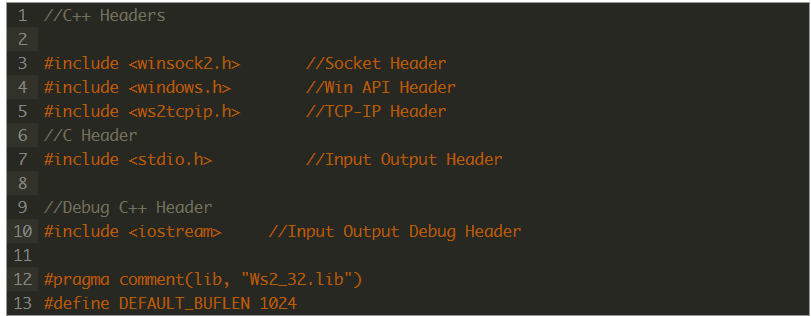 1 //C++ Headers
2
3 #include <winsock2.h>       //Socket Header
4 #include <windows.h>        //Win API Header
5 #include <ws2tcpip.h>       //TCP-IP Header
6 //C Header
7 #include <stdio.h>          //Input Output Header
8
9 //Debug C++ Header
10 #include <iostream>     //Input Output Debug Header
11
12 #pragma comment(lib, "Ws2_32.lib")
13 #define DEFAULT_BUFLEN 1024